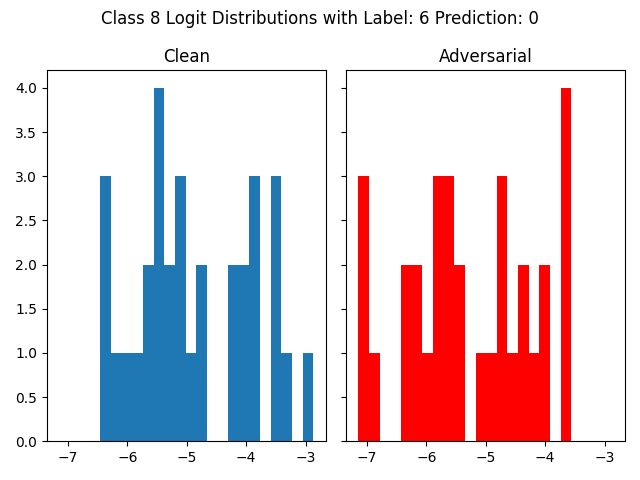 Class 8 Logit Distributions with Label: 6 Prediction: 0
Clean
Adversarial
4.0
3.5
3.0
2.5
2.0
1.5
1.0
0.5
0.0
−7 −6 −5 −4 −3
−7 −6 −5 −4 −3